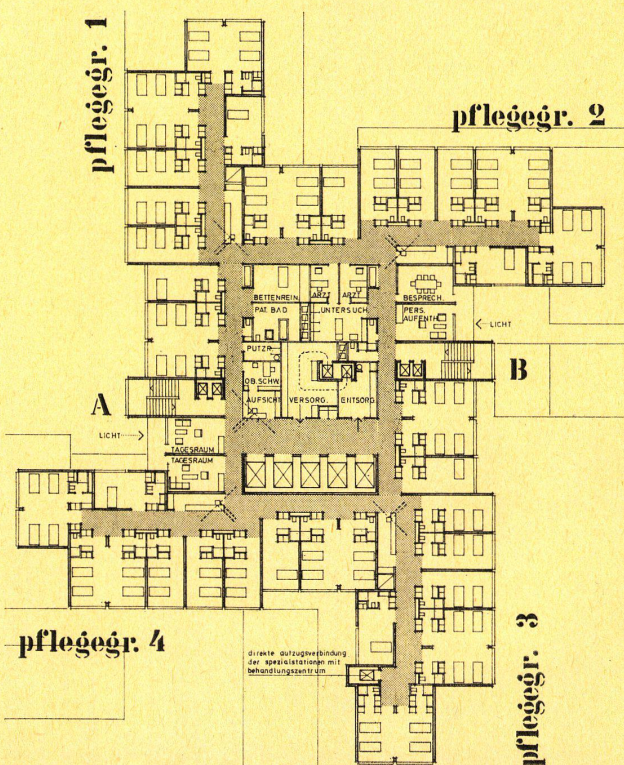 pflegegr. 1
pflegegr. 2
BETTENREIN.
ARZT
ARZT
BESPRECH.
PAT. BAD
UNTERSUCH.
PERS.
AUFENTH.
LICHT
PUTZR.
OB.SCHW.
AUFSICHT
VERSORG.
ENTSORG.
A
B
LICHT
TAGESRAUM
TAGESRAUM
pflegegr. 4
direkte aufzugsverbindung
der spezialstationen mit
behandlungszentrum
pflegegr. 3